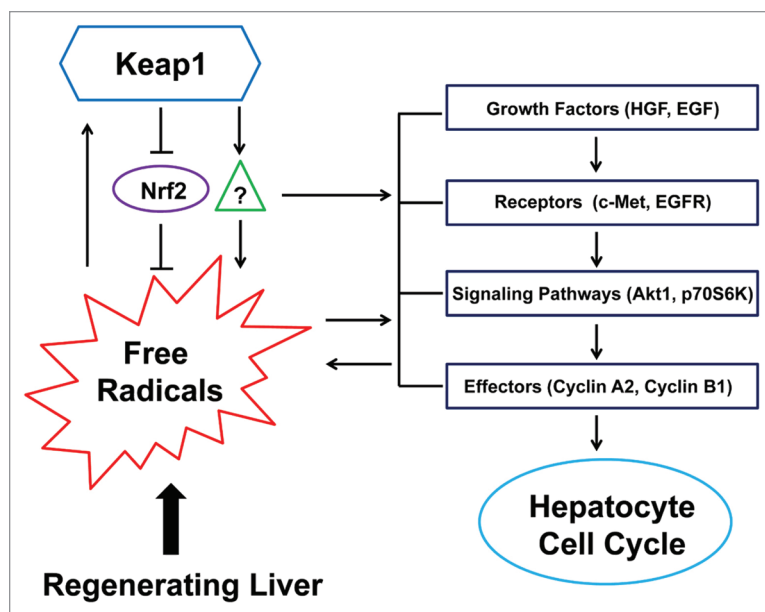 Keap1
Nrf2
?
Free
Radicals
Regenerating Liver
Growth Factors (HGF, EGF)
Receptors (c-Met, EGFR)
Signaling Pathways (Akt1, p70S6K)
Effectors (Cyclin A2, Cyclin B1)
Hepatocyte
Cell Cycle